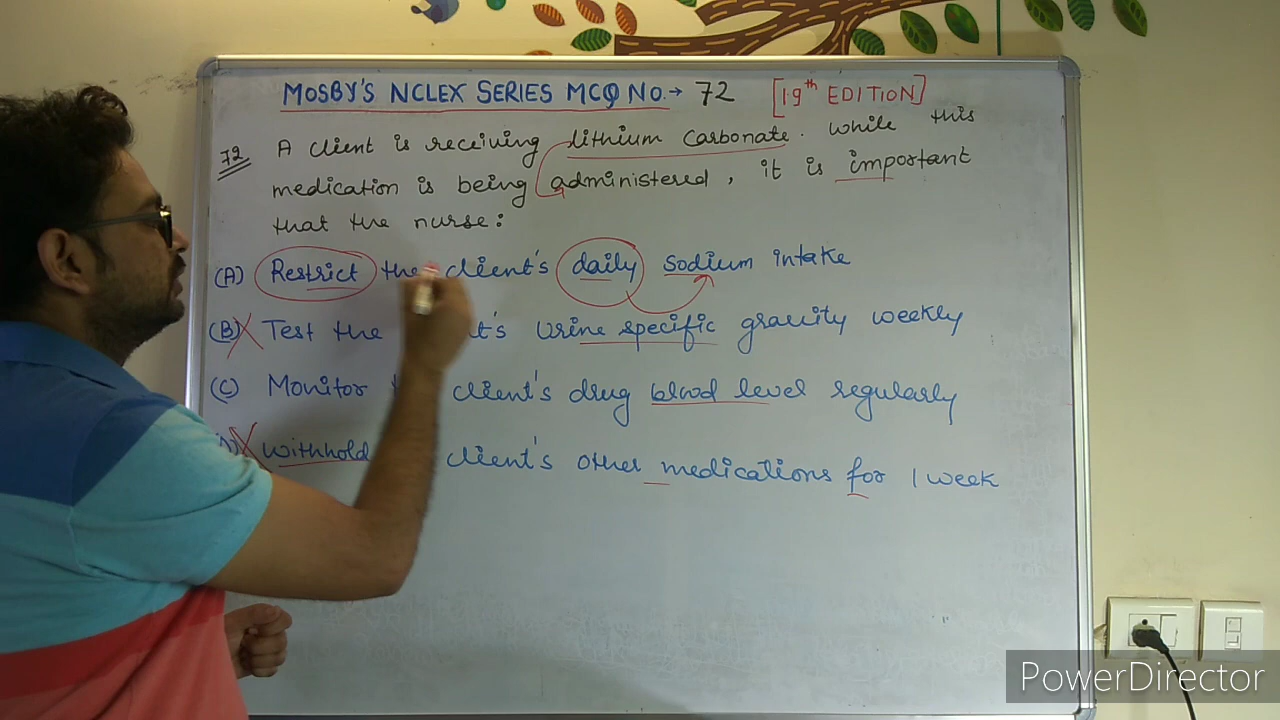 MOSBY'S NCLEX SERIES MCQ NO.→ 72 [19th EDITION]
72 A client is receiving lithium carbonate. While this
medication is being administered, it is important
that the nurse:
(A) Restrict the client's daily sodium intake
(B) Test the t's urine specific gravity weekly
(C) Monitor client's drug blood level regularly
withhold client's other medications for 1 week
PowerDirector